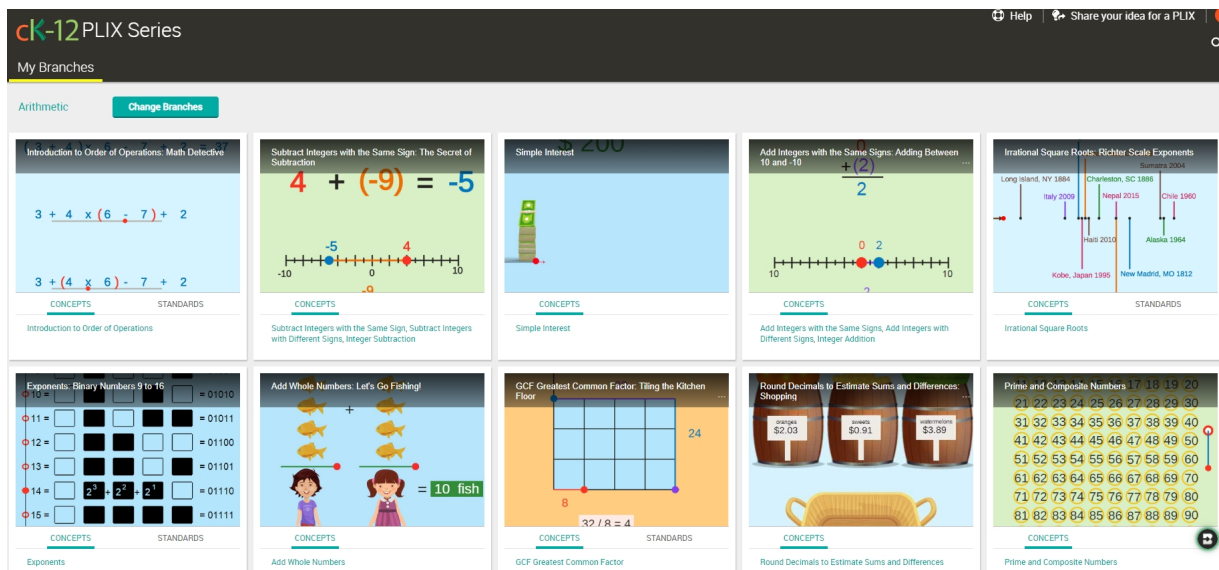 Help
Share your idea for a PLIX
cK-12 PLIX Series
My Branches
Arithmetic
Change Branches
Introduction to Order of Operations: Math Detective
3 + 4 x (6 - 7) + 2
3 + (4 x 6) - 7 + 2
CONCEPTS STANDARDS
Introduction to Order of Operations
Subtract Integers with the Same Sign: The Secret of
Subtraction
4 + (-9) = -5
-5 4
-10 0 10
-9
CONCEPTS
Subtract Integers with the Same Sign, Subtract Integers
with Different Signs, Integer Subtraction
Simple Interest
$ 200
CONCEPTS
Simple Interest
Add Integers with the Same Signs: Adding Between
10 and -10
0
+(2)
2
0 2
10 10
2
CONCEPTS
Add Integers with the Same Signs, Add Integers with
Different Signs, Integer Addition
Irrational Square Roots: Richter Scale Exponents
Sumatra 2004
Long Island, NY 1884
Charleston, SC 1886
Italy 2009
Nepal 2015
Chile 1960
Haiti 2010
Alaska 1964
Kobe, Japan 1995
New Madrid, MO 1812
CONCEPTS STANDARDS
Irrational Square Roots
Exponents: Binary Numbers 9 to 16
10 = = 01010
11 = = 01011
12 = = 01100
13 = = 01101
14 = 2³ + 2² + 2¹ = 01110
15 = = 01111
CONCEPTS STANDARDS
Exponents
Add Whole Numbers: Let's Go Fishing!
+
= 10 fish
CONCEPTS
Add Whole Numbers
GCF Greatest Common Factor: Tiling the Kitchen
Floor
24
8
32 / 8 = 4
CONCEPTS STANDARDS
GCF Greatest Common Factor
Round Decimals to Estimate Sums and Differences:
Shopping
oranges
$2.03
sweets
$0.91
watermelons
$3.89
CONCEPTS
Round Decimals to Estimate Sums and Differences
Prime and Composite Numbers
17 18 19 20
21 22 23 24 25 26 27 28 29 30
31 32 33 34 35 36 37 38 39 40
41 42 43 44 45 46 47 48 49 50
51 52 53 54 55 56 57 58 59 60
61 62 63 64 65 66 67 68 69 70
71 72 73 74 75 76 77 78 79 80
81 82 83 84 85 86 87 88 89 90
CONCEPTS
Prime and Composite Numbers